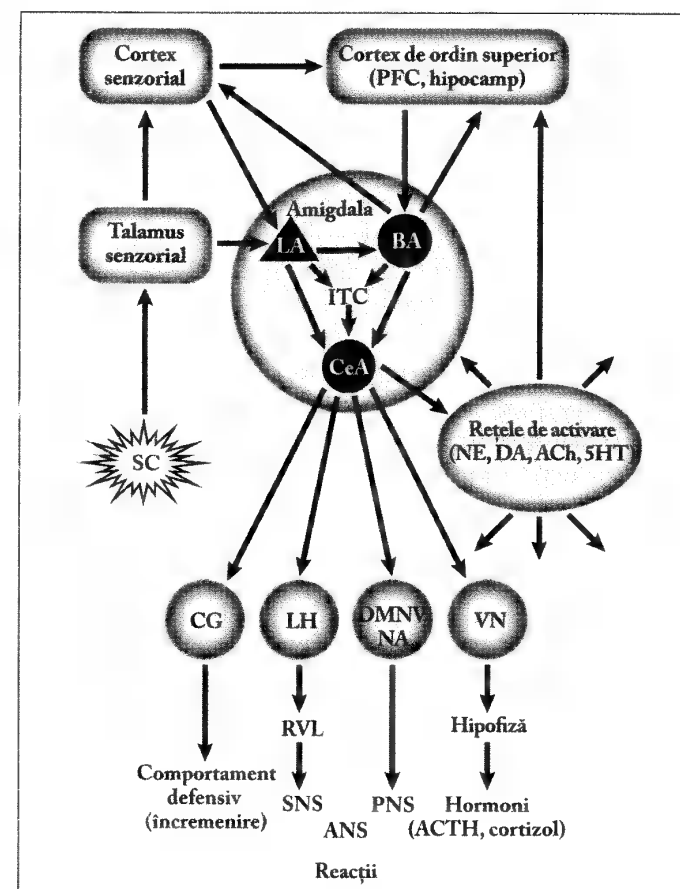 Cortex
senzorial
Cortex de ordin superior
(PFC, hipocamp)
Amigdala
Talamus
senzorial
LA
BA
ITC
CeA
SC
Rețele de activare
(NE, DA, ACh, 5HT)
CG
LH
DMNV
NA
VN
RVL
Hipofiză
Comportament
defensiv
(încremenire)
SNS
PNS
ANS
Hormoni
(ACTH, cortizol)
Reacții